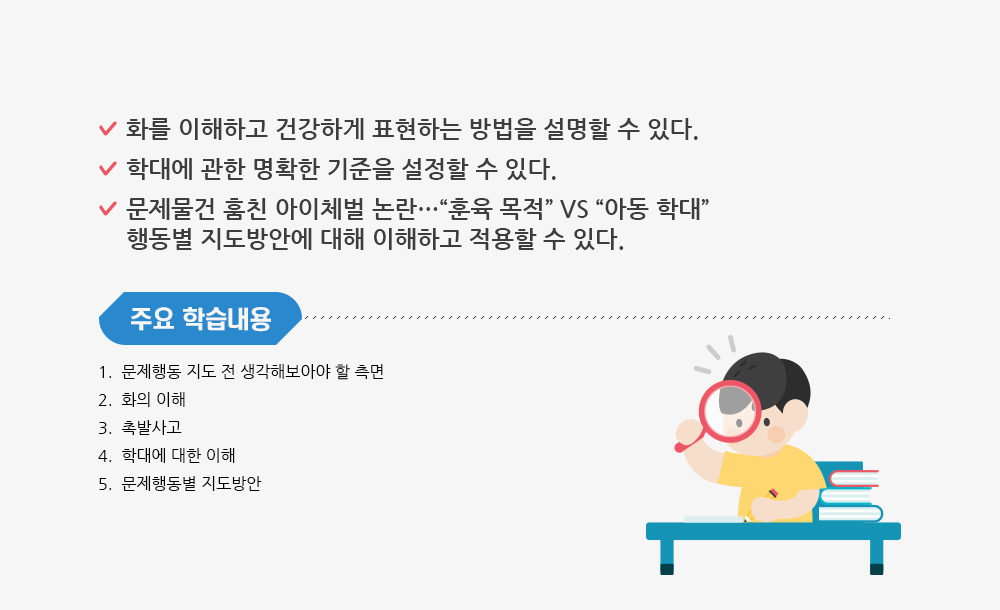 화를 이해하고 건강하게 표현하는 방법을 설명할 수 있다.
학대에 관한 명확한 기준을 설정할 수 있다.
문제물건 훔친 아이체벌 논란…“훈육 목적” VS “아동 학대”
행동별 지도방안에 대해 이해하고 적용할 수 있다.
주요 학습내용
1. 문제행동 지도 전 생각해보아야 할 측면
2. 화의 이해
3. 촉발사고
4. 학대에 대한 이해
5. 문제행동별 지도방안